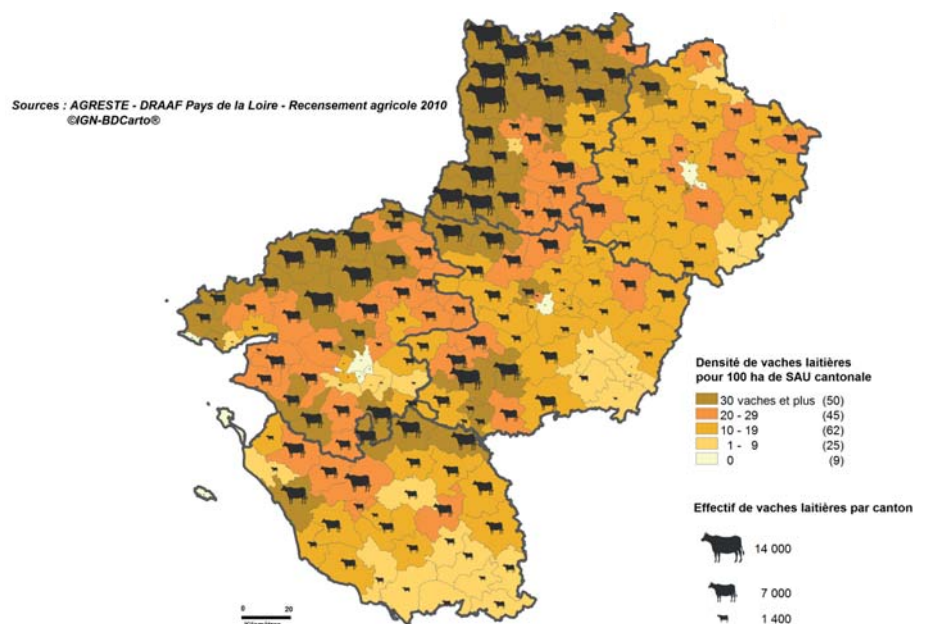 Sources : AGRESTE - DRAAF Pays de la Loire - Recensement agricole 2010
©IGN-BDCarto®
Densité de vaches laitières
pour 100 ha de SAU cantonale
30 vaches et plus (50)
20 - 29 (45)
10 - 19 (62)
1 - 9 (25)
0 (9)
Effectif de vaches laitières par canton
14 000
7 000
1 400
0 20